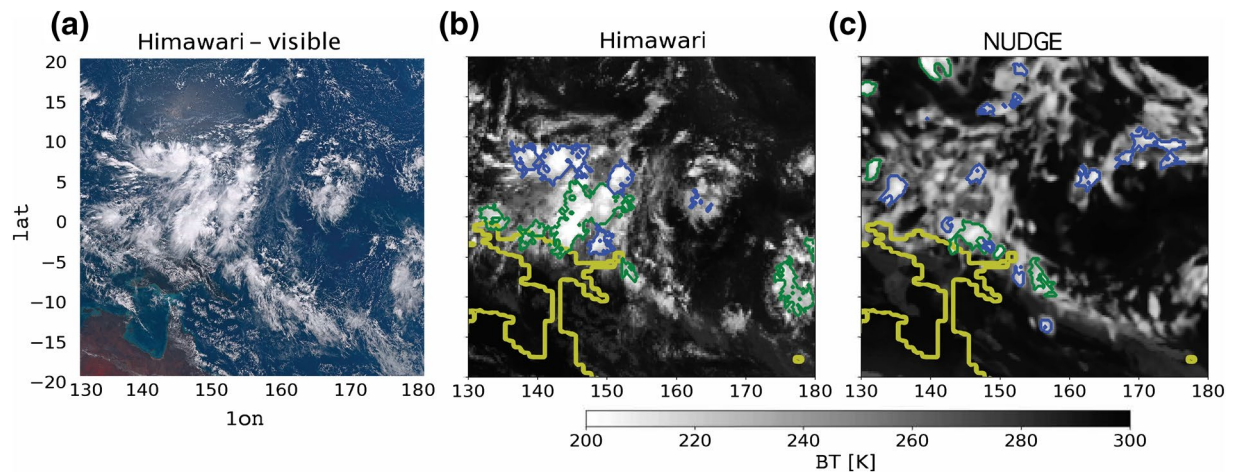 (a)
Himawari – visible
20
15
10
5
0
−5
−10
−15
−20
lat
130 140 150 160 170 180
lon
(b)
Himawari
130 140 150 160 170 180
(c)
NUDGE
130 140 150 160 170 180
200 220 240 260 280 300
BT [K]